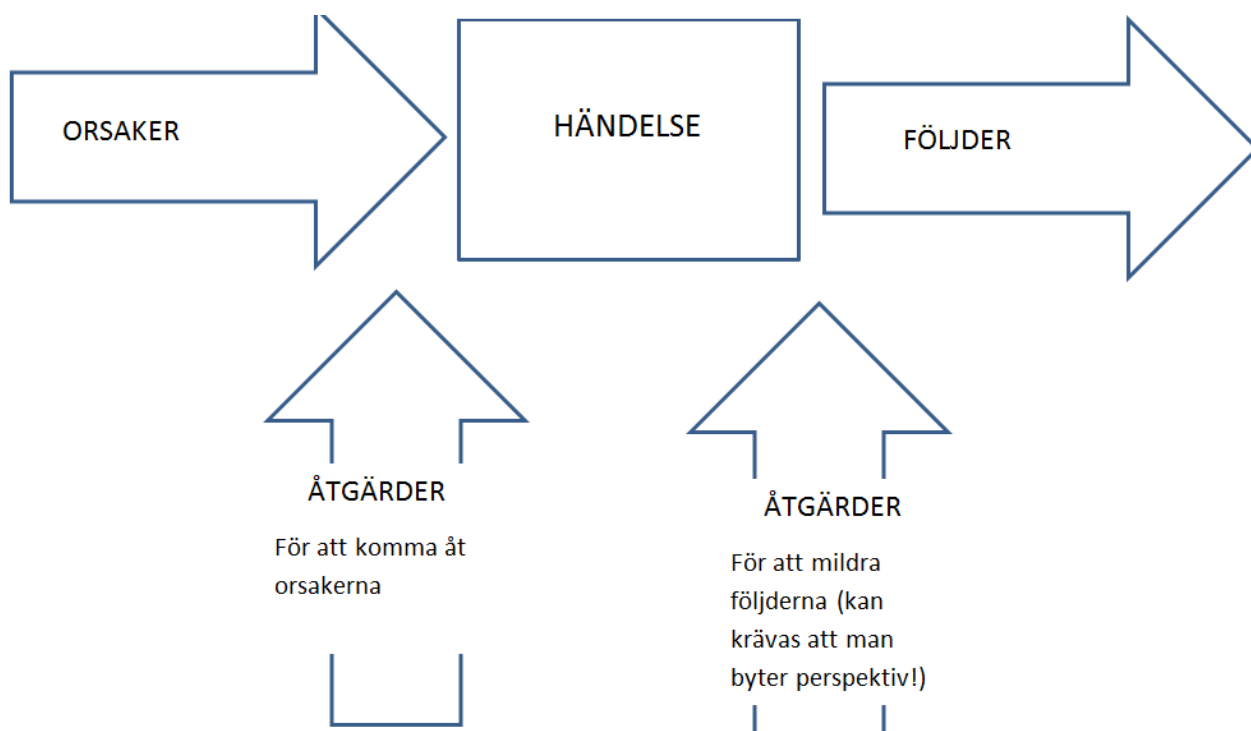 ORSAKER
HÄNDELSE
FÖLJDER
ÅTGÄRDER
För att komma åt
orsakerna
ÅTGÄRDER
För att mildra
följderna (kan
krävas att man
byter perspektiv!)